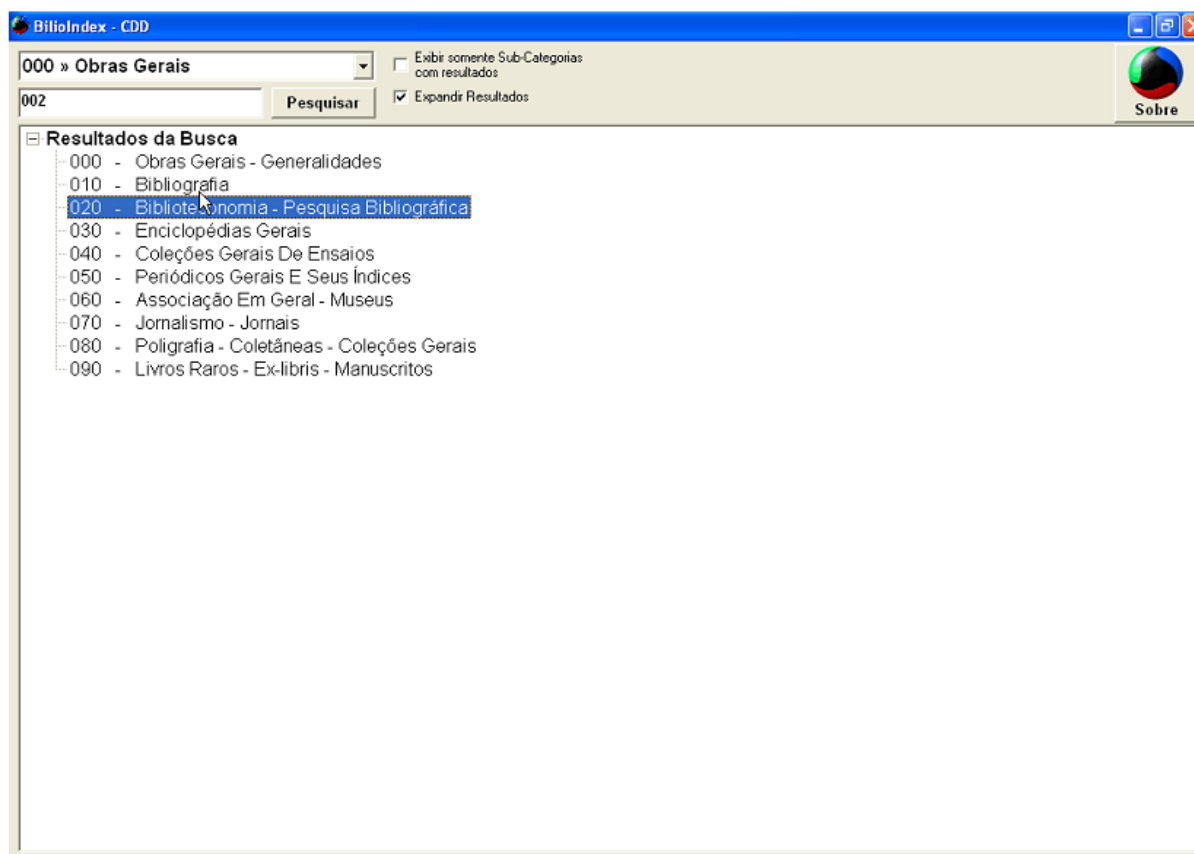 BilioIndex - CDD
000 » Obras Gerais
Exibir somente Sub-Categorias
com resultados
002
Pesquisar
Expandir Resultados
Sobre
Resultados da Busca
000 - Obras Gerais - Generalidades
010 - Bibliografia
020 - Biblioteconomia - Pesquisa Bibliográfica
030 - Enciclopédias Gerais
040 - Coleções Gerais De Ensaios
050 - Periódicos Gerais E Seus Índices
060 - Associação Em Geral - Museus
070 - Jornalismo - Jornais
080 - Poligrafia - Coletâneas - Coleções Gerais
090 - Livros Raros - Ex-libris - Manuscritos